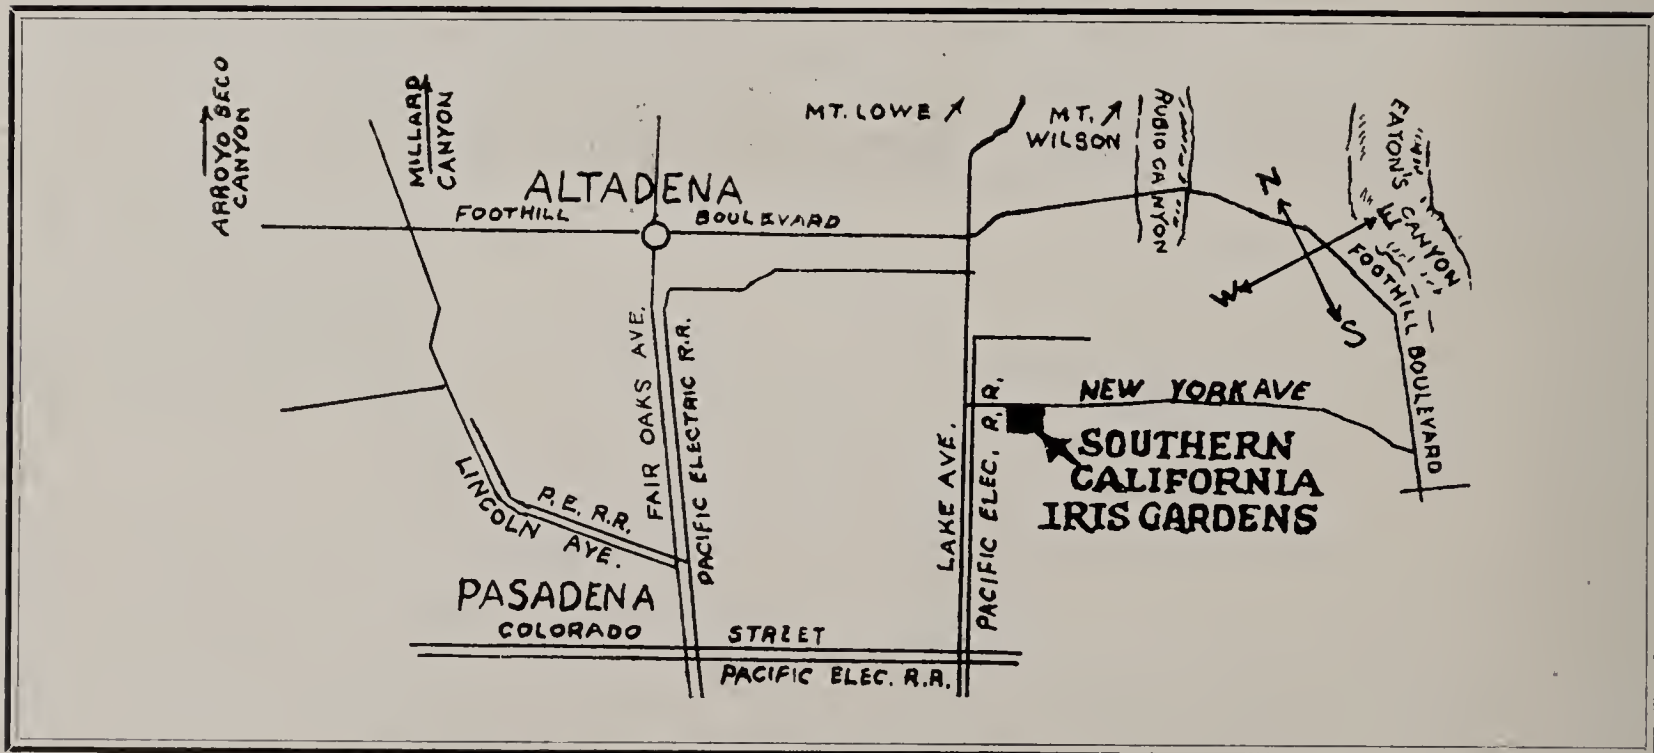 ARROYO SECO
CANYON
MILLARD
CANYON
MT. LOWE
MT.
WILSON
RUBIO CANYON
EATON'S CANYON
ALTADENA
FOOTHILL BOULEVARD
N
E
W
S
FOOTHILL BOULEVARD
FAIR OAKS AVE.
PACIFIC ELECTRIC R.R.
NEW YORK AVE
SOUTHERN
CALIFORNIA
IRIS GARDENS
LAKE AVE.
PACIFIC ELEC. R.R.
P.E. R.R.
LINCOLN AVE.
PASADENA
COLORADO STREET
PACIFIC ELEC. R.R.